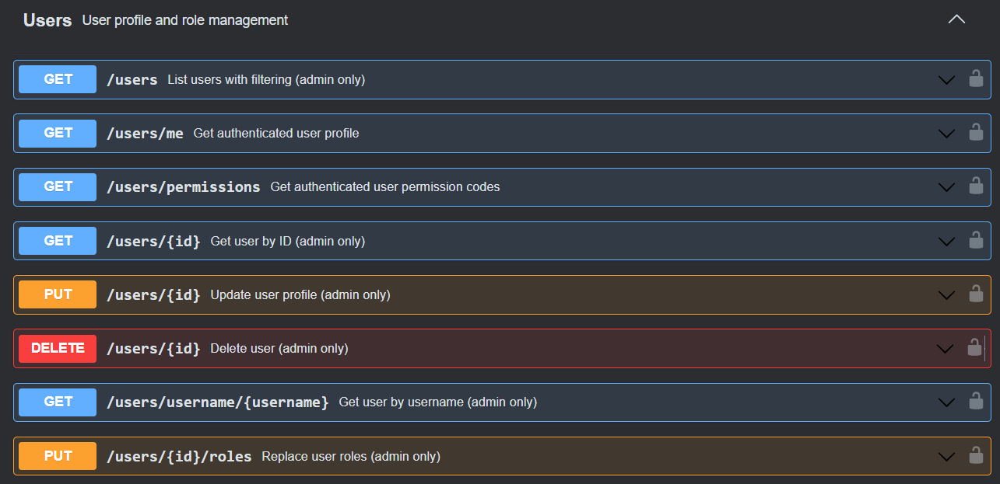 Users User profile and role management
GET /users List users with filtering (admin only)
GET /users/me Get authenticated user profile
GET /users/permissions Get authenticated user permission codes
GET /users/{id} Get user by ID (admin only)
PUT /users/{id} Update user profile (admin only)
DELETE /users/{id} Delete user (admin only)
GET /users/username/{username} Get user by username (admin only)
PUT /users/{id}/roles Replace user roles (admin only)